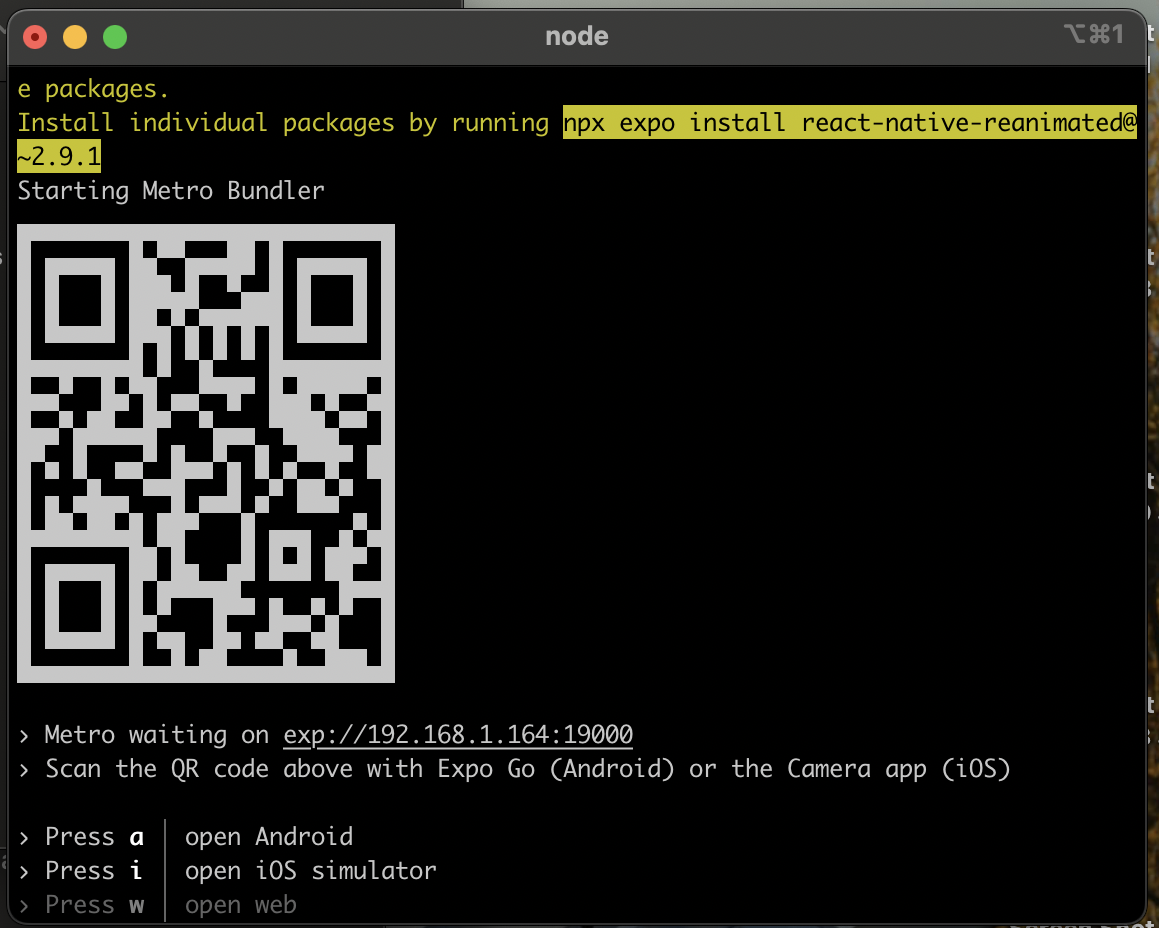 node
⌥⌘1
e packages.
Install individual packages by running npx expo install react-native-reanimated@
~2.9.1
Starting Metro Bundler
› Metro waiting on exp://192.168.1.164:19000
› Scan the QR code above with Expo Go (Android) or the Camera app (iOS)
› Press a │ open Android
› Press i │ open iOS simulator
› Press w │ open web